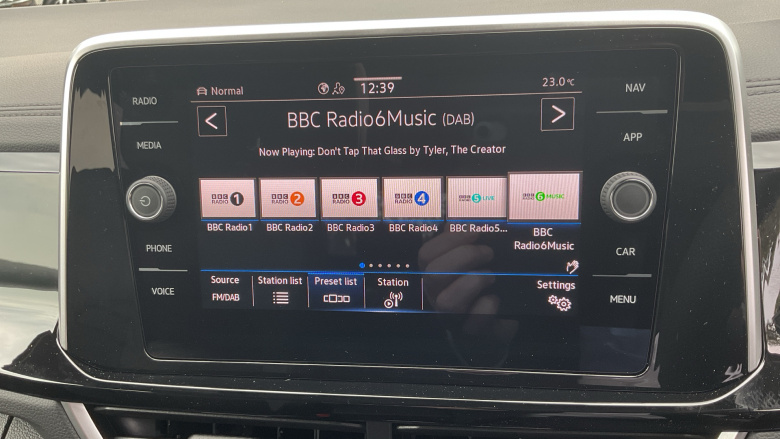 RADIO
MEDIA
PHONE
VOICE
Normal
12:39
23.0°C
BBC Radio6Music (DAB)
Now Playing: Don't Tap That Glass by Tyler, The Creator
BBC RADIO 1
BBC RADIO 2
BBC RADIO 3
BBC RADIO 4
BBC RADIO 5 LIVE
BBC RADIO 6 MUSIC
BBC Radio1
BBC Radio2
BBC Radio3
BBC Radio4
BBC Radio5...
BBC
Radio6Music
Source
FM/DAB
Station list
Preset list
Station
Settings
NAV
APP
CAR
MENU